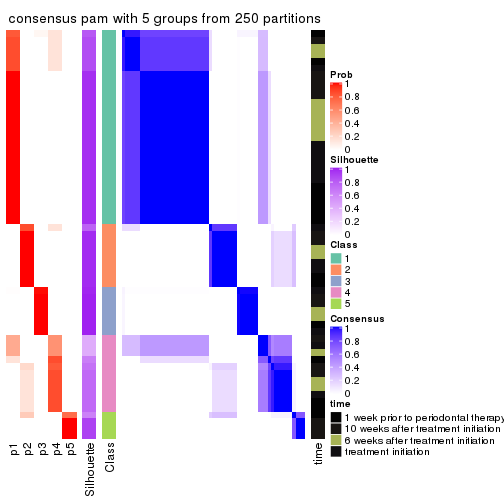 consensus pam with 5 groups from 250 partitions
Prob
1
0.8
0.6
0.4
0.2
0
Silhouette
1
0.8
0.6
0.4
0.2
0
Class
1
2
3
4
5
Consensus
1
0.8
0.6
0.4
0.2
0
time
1 week prior to periodontal therapy
10 weeks after treatment initiation
6 weeks after treatment initiation
treatment initiation
p1
p2
p3
p4
p5
Silhouette
Class
time